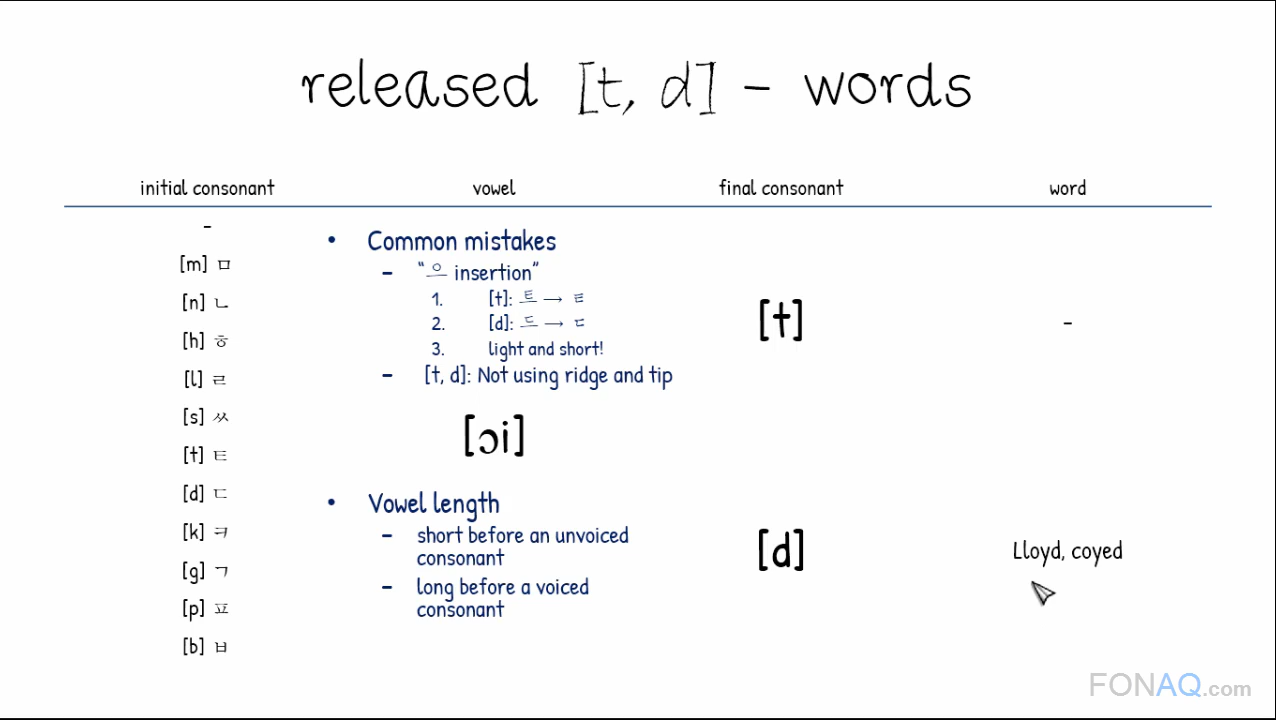 released [t, d] - words
initial consonant vowel final consonant word
-
[m] ㅁ
[n] ㄴ
[h] ㅎ
[l] ㄹ
[s] ㅆ
[t] ㅌ
[d] ㄷ
[k] ㅋ
[g] ㄱ
[p] ㅍ
[b] ㅂ
• Common mistakes
- "으 insertion"
1. [t]: 트 → ㅌ
2. [d]: 드 → ㄷ
3. light and short!
- [t, d]: Not using ridge and tip
[ɔi]
• Vowel length
- short before an unvoiced
consonant
- long before a voiced
consonant
[t]
[d]
-
Lloyd, coyed
FONAQ.com